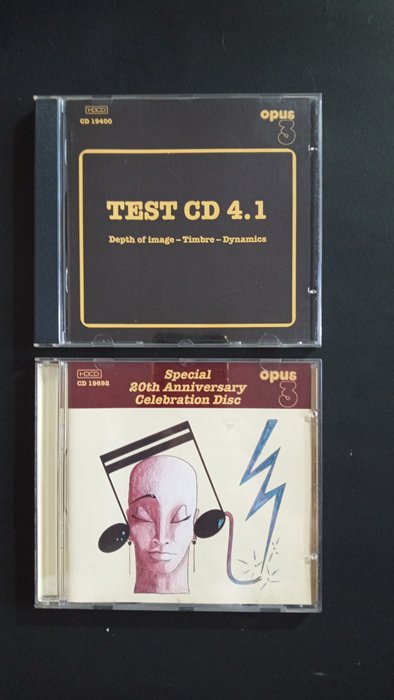 HDCD
CD 19400
opus
3
TEST CD 4.1
Depth of image – Timbre – Dynamics
HDCD
CD 19692
Special
20th Anniversary
Celebration Disc
opus
3